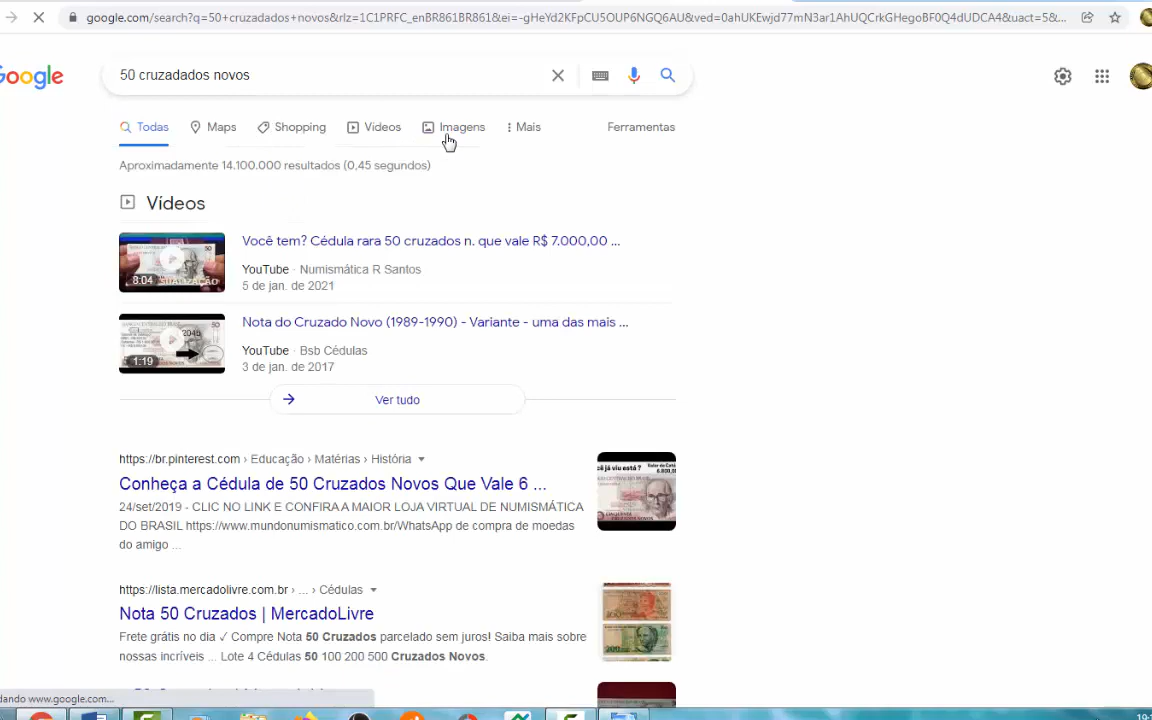 google.com/search?q=50+cruzadados+novos&rlz=1C1PRFC_enBR861BR861&ei=-gHeYd2KFpCU5OUP6NGQ6AU&ved=0ahUKEwjd77mN3ar1AhUQCrkGHegoBF0Q4dUDCA4&uact=5&...
Google
50 cruzadados novos
Todas
Maps
Shopping
Vídeos
Imagens
Mais
Ferramentas
Aproximadamente 14.100.000 resultados (0,45 segundos)
Vídeos
8:04
Você tem? Cédula rara 50 cruzados n. que vale R$ 7.000,00 ...
YouTube · Numismática R Santos
5 de jan. de 2021
1:19
Nota do Cruzado Novo (1989-1990) - Variante - uma das mais ...
YouTube · Bsb Cédulas
3 de jan. de 2017
Ver tudo
https://br.pinterest.com › Educação › Matérias › História
Conheça a Cédula de 50 Cruzados Novos Que Vale 6 ...
24/set/2019 - CLIC NO LINK E CONFIRA A MAIOR LOJA VIRTUAL DE NUMISMÁTICA
DO BRASIL https://www.mundonumismatico.com.br/WhatsApp de compra de moedas
do amigo ...
https://lista.mercadolivre.com.br › ... › Cédulas
Nota 50 Cruzados | MercadoLivre
Frete grátis no dia ✓ Compre Nota 50 Cruzados parcelado sem juros! Saiba mais sobre
nossas incríveis ... Lote 4 Cédulas 50 100 200 500 Cruzados Novos.
dando www.google.com...